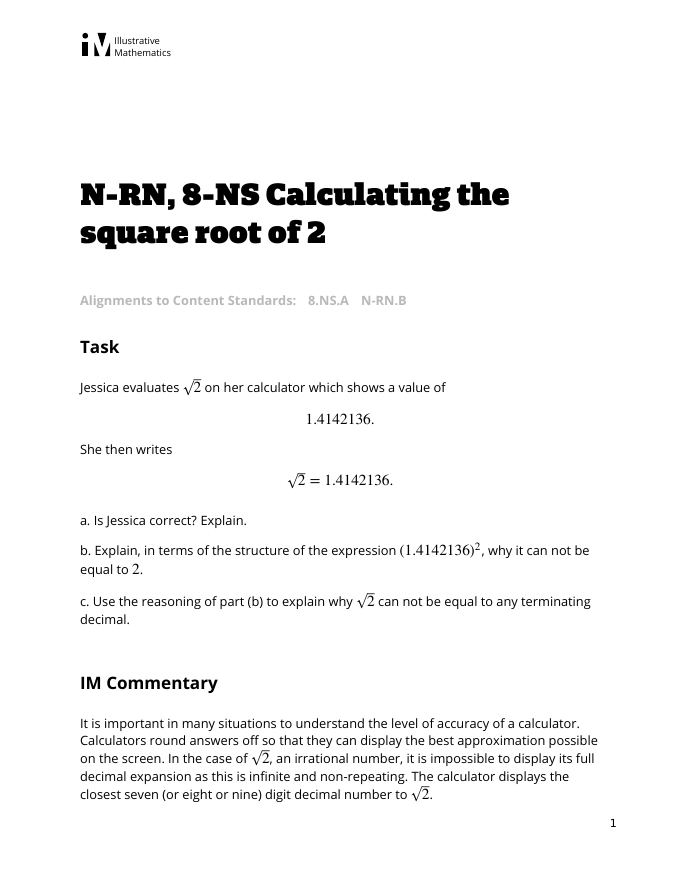 Illustrative
Mathematics
N-RN, 8-NS Calculating the
square root of 2
Alignments to Content Standards: 8.NS.A N-RN.B
Task
Jessica evaluates √2 on her calculator which shows a value of
1.4142136.
She then writes
√2 = 1.4142136.
a. Is Jessica correct? Explain.
b. Explain, in terms of the structure of the expression (1.4142136)², why it can not be
equal to 2.
c. Use the reasoning of part (b) to explain why √2 can not be equal to any terminating
decimal.
IM Commentary
It is important in many situations to understand the level of accuracy of a calculator.
Calculators round answers off so that they can display the best approximation possible
on the screen. In the case of √2, an irrational number, it is impossible to display its full
decimal expansion as this is infinite and non-repeating. The calculator displays the
closest seven (or eight or nine) digit decimal number to √2.
1